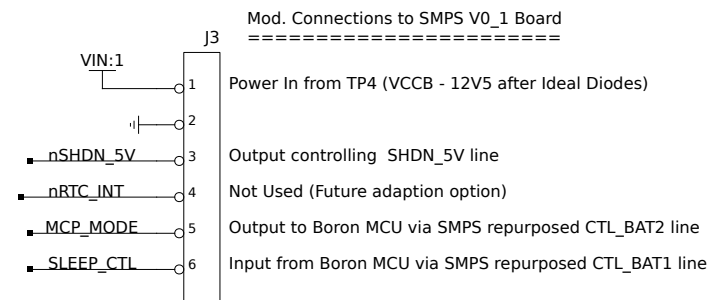 Mod. Connections to SMPS V0_1 Board
=======================
J3
VIN:1
1 Power In from TP4 (VCCB - 12V5 after Ideal Diodes)
2
nSHDN_5V 3 Output controlling SHDN_5V line
nRTC_INT 4 Not Used (Future adaption option)
MCP_MODE 5 Output to Boron MCU via SMPS repurposed CTL_BAT2 line
SLEEP_CTL 6 Input from Boron MCU via SMPS repurposed CTL_BAT1 line